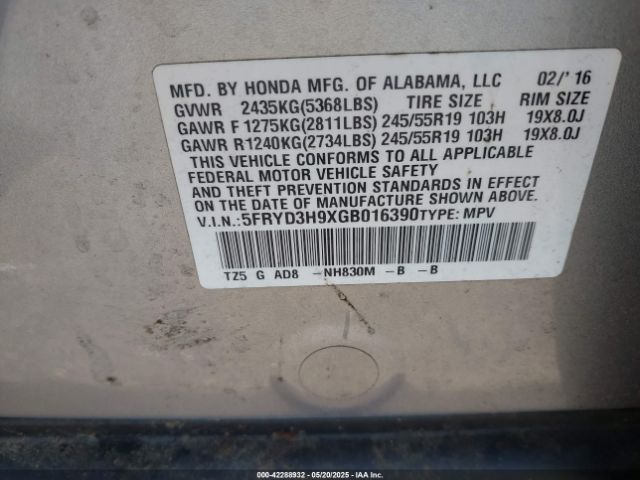 MFD. BY HONDA MFG. OF ALABAMA, LLC 02/' 16
GVWR 2435KG(5368LBS) TIRE SIZE RIM SIZE
GAWR F 1275KG(2811LBS) 245/55R19 103H 19X8.0J
GAWR R 1240KG(2734LBS) 245/55R19 103H 19X8.0J
THIS VEHICLE CONFORMS TO ALL APPLICABLE
FEDERAL MOTOR VEHICLE SAFETY
AND THEFT PREVENTION STANDARDS IN EFFECT
ON THE DATE OF MANUFACTURE SHOWN ABOVE.
V.I.N.:5FRYD3H9XGB016390 TYPE: MPV
TZ5 G AD8 -NH830M -B -B
000-42288932 — 05/20/2025 — IAA Inc.